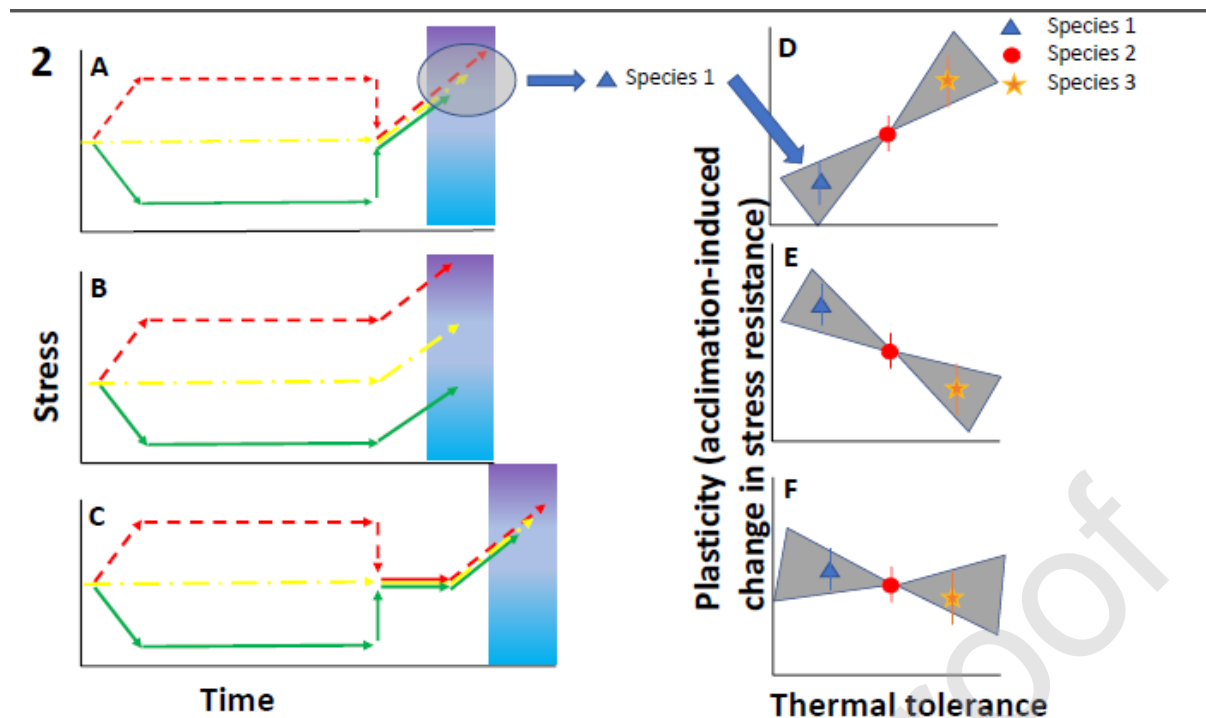 2
A
Species 1
D
Species 1
Species 2
Species 3
B
E
C
F
Stress
Time
Plasticity (acclimation-induced
change in stress resistance)
Thermal tolerance
roof